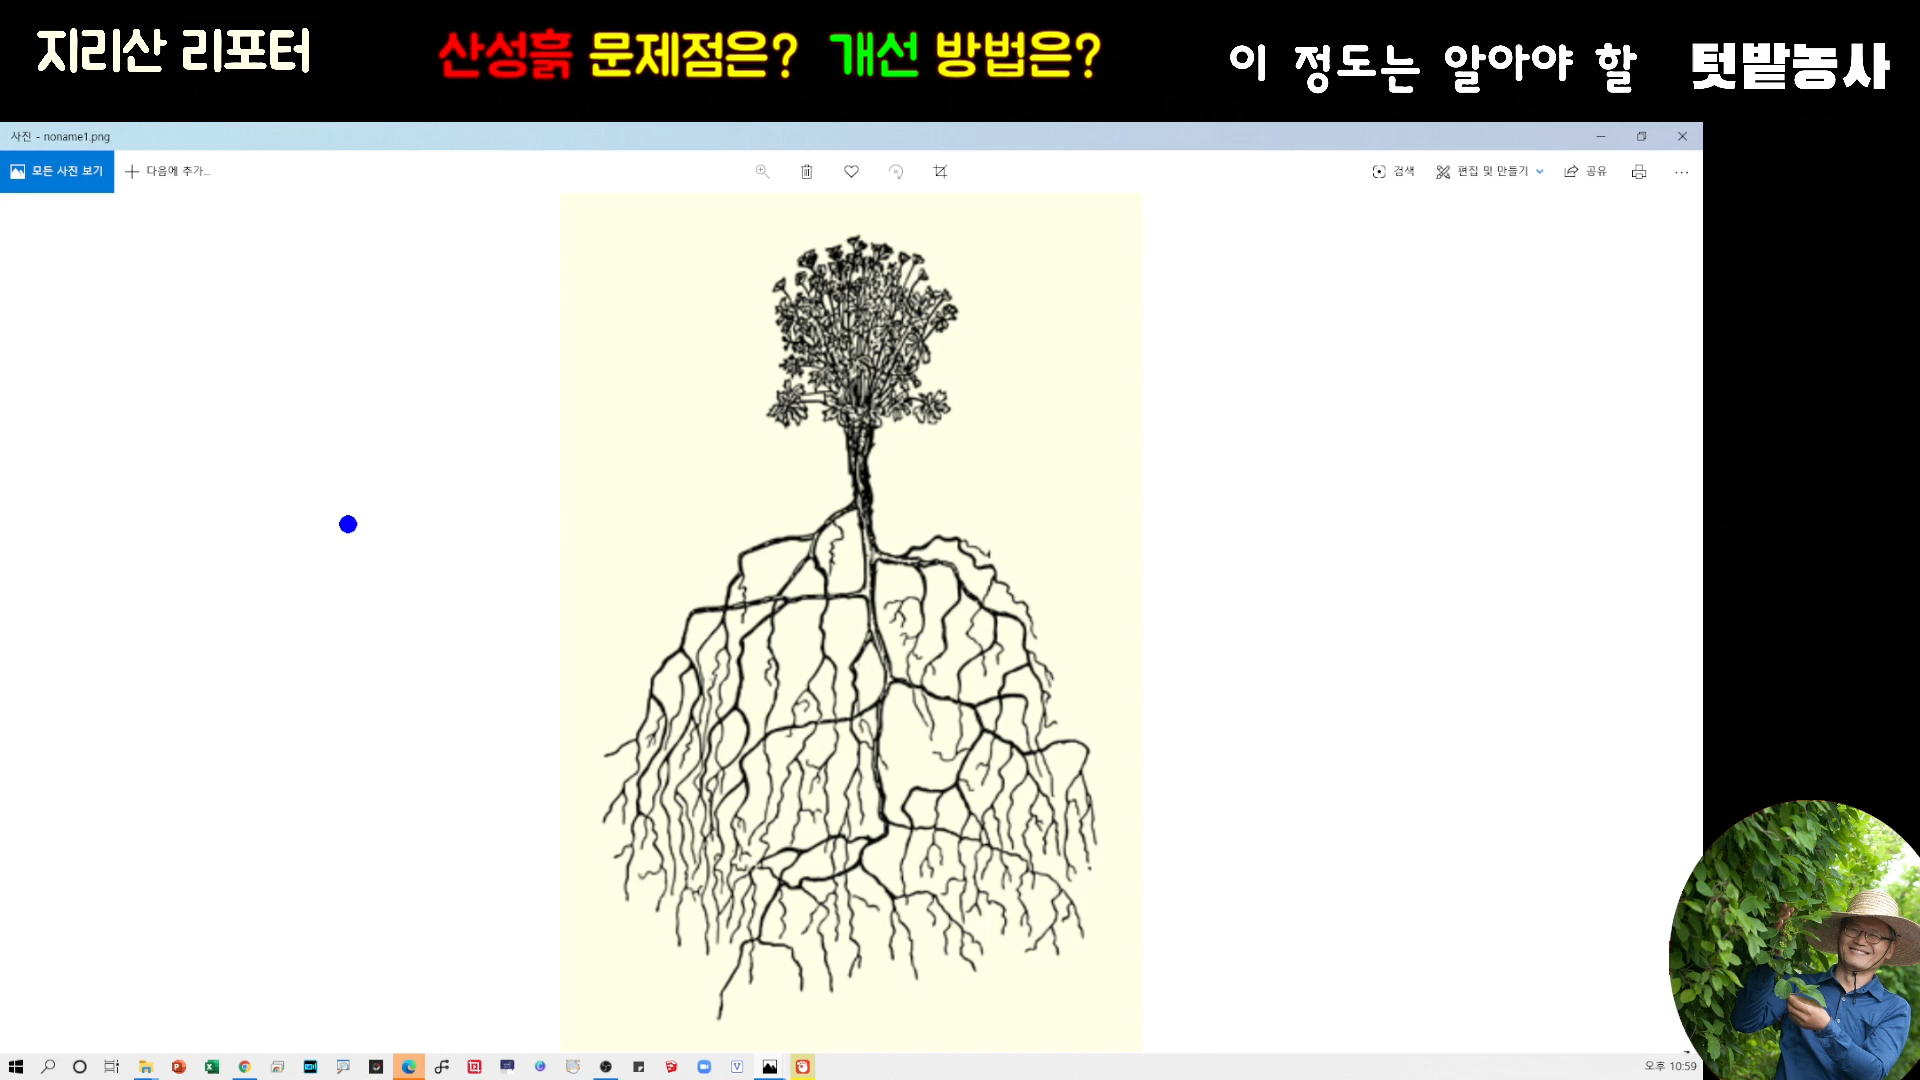 지리산 리포터
산성흙 문제점은? 개선 방법은?
이 정도는 알아야 할 텃밭농사
사진 - noname1.png
모든 사진 보기
다음에 추가...
검색
편집 및 만들기
공유
오후 10:59